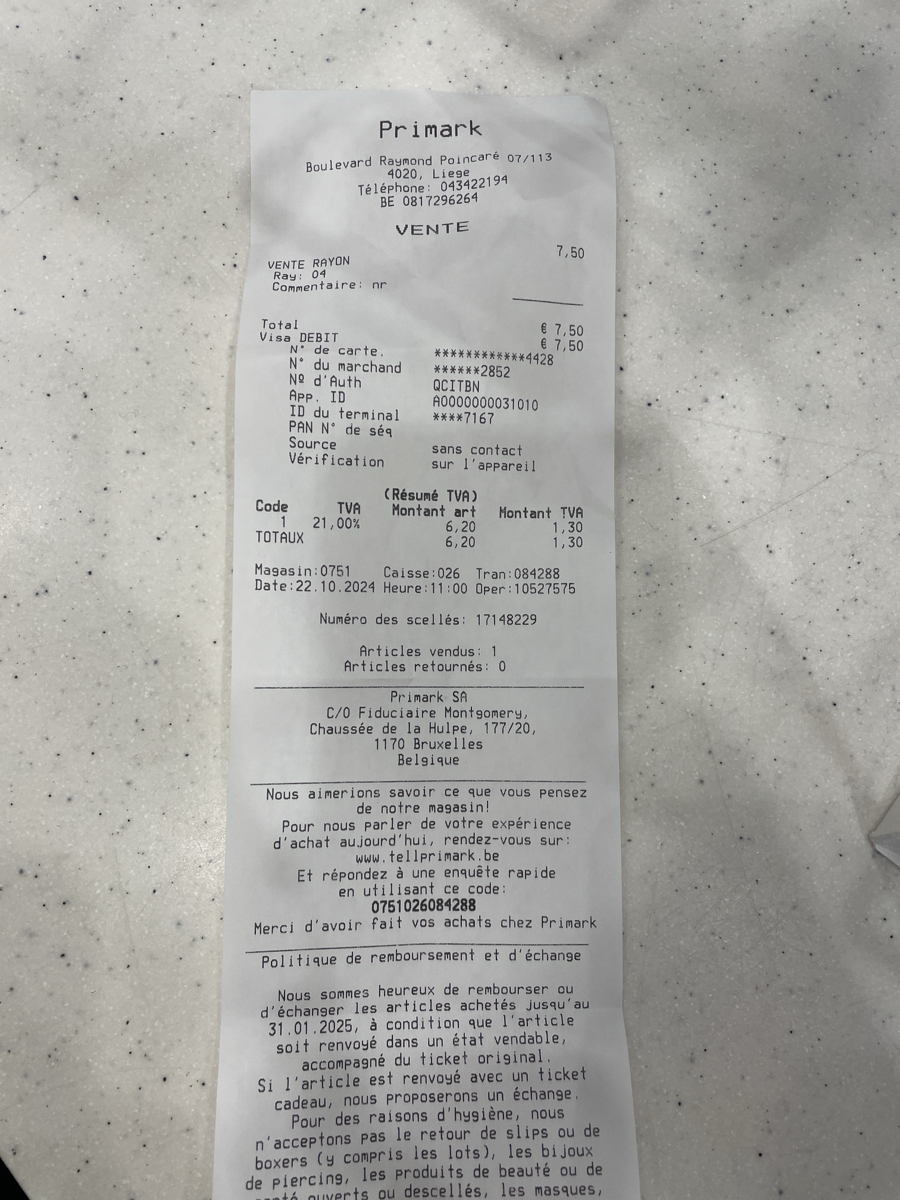 Primark
Boulevard Raymond Poincaré 07/113
4020, Liege
Téléphone: 043422194
BE 0817296264
VENTE
VENTE RAYON 7,50
Ray: 04
Commentaire: nr
Total € 7,50
Visa DEBIT € 7,50
N° de carte. ************4428
N° du marchand ******2852
Nº d'Auth QCITBN
App. ID A0000000031010
ID du terminal ****7167
PAN N° de séq
Source sans contact
Vérification sur l'appareil
(Résumé TVA)
Code TVA Montant art Montant TVA
1 21,00% 6,20 1,30
TOTAUX 6,20 1,30
Magasin:0751 Caisse:026 Tran:084288
Date:22.10.2024 Heure:11:00 Oper:10527575
Numéro des scellés: 17148229
Articles vendus: 1
Articles retournés: 0
Primark SA
C/O Fiduciaire Montgomery,
Chaussée de la Hulpe, 177/20,
1170 Bruxelles
Belgique
Nous aimerions savoir ce que vous pensez
de notre magasin!
Pour nous parler de votre expérience
d'achat aujourd'hui, rendez-vous sur:
www.tellprimark.be
Et répondez à une enquête rapide
en utilisant ce code:
0751026084288
Merci d'avoir fait vos achats chez Primark
Politique de remboursement et d'échange
Nous sommes heureux de rembourser ou
d'échanger les articles achetés jusqu'au
31.01.2025, à condition que l'article
soit renvoyé dans un état vendable,
accompagné du ticket original.
Si l'article est renvoyé avec un ticket
cadeau, nous proposerons un échange.
Pour des raisons d'hygiène, nous
n'acceptons pas le retour de slips ou de
boxers (y compris les lots), les bijoux
de piercing, les produits de beauté ou de
santé ouverts ou descellés, les masques,